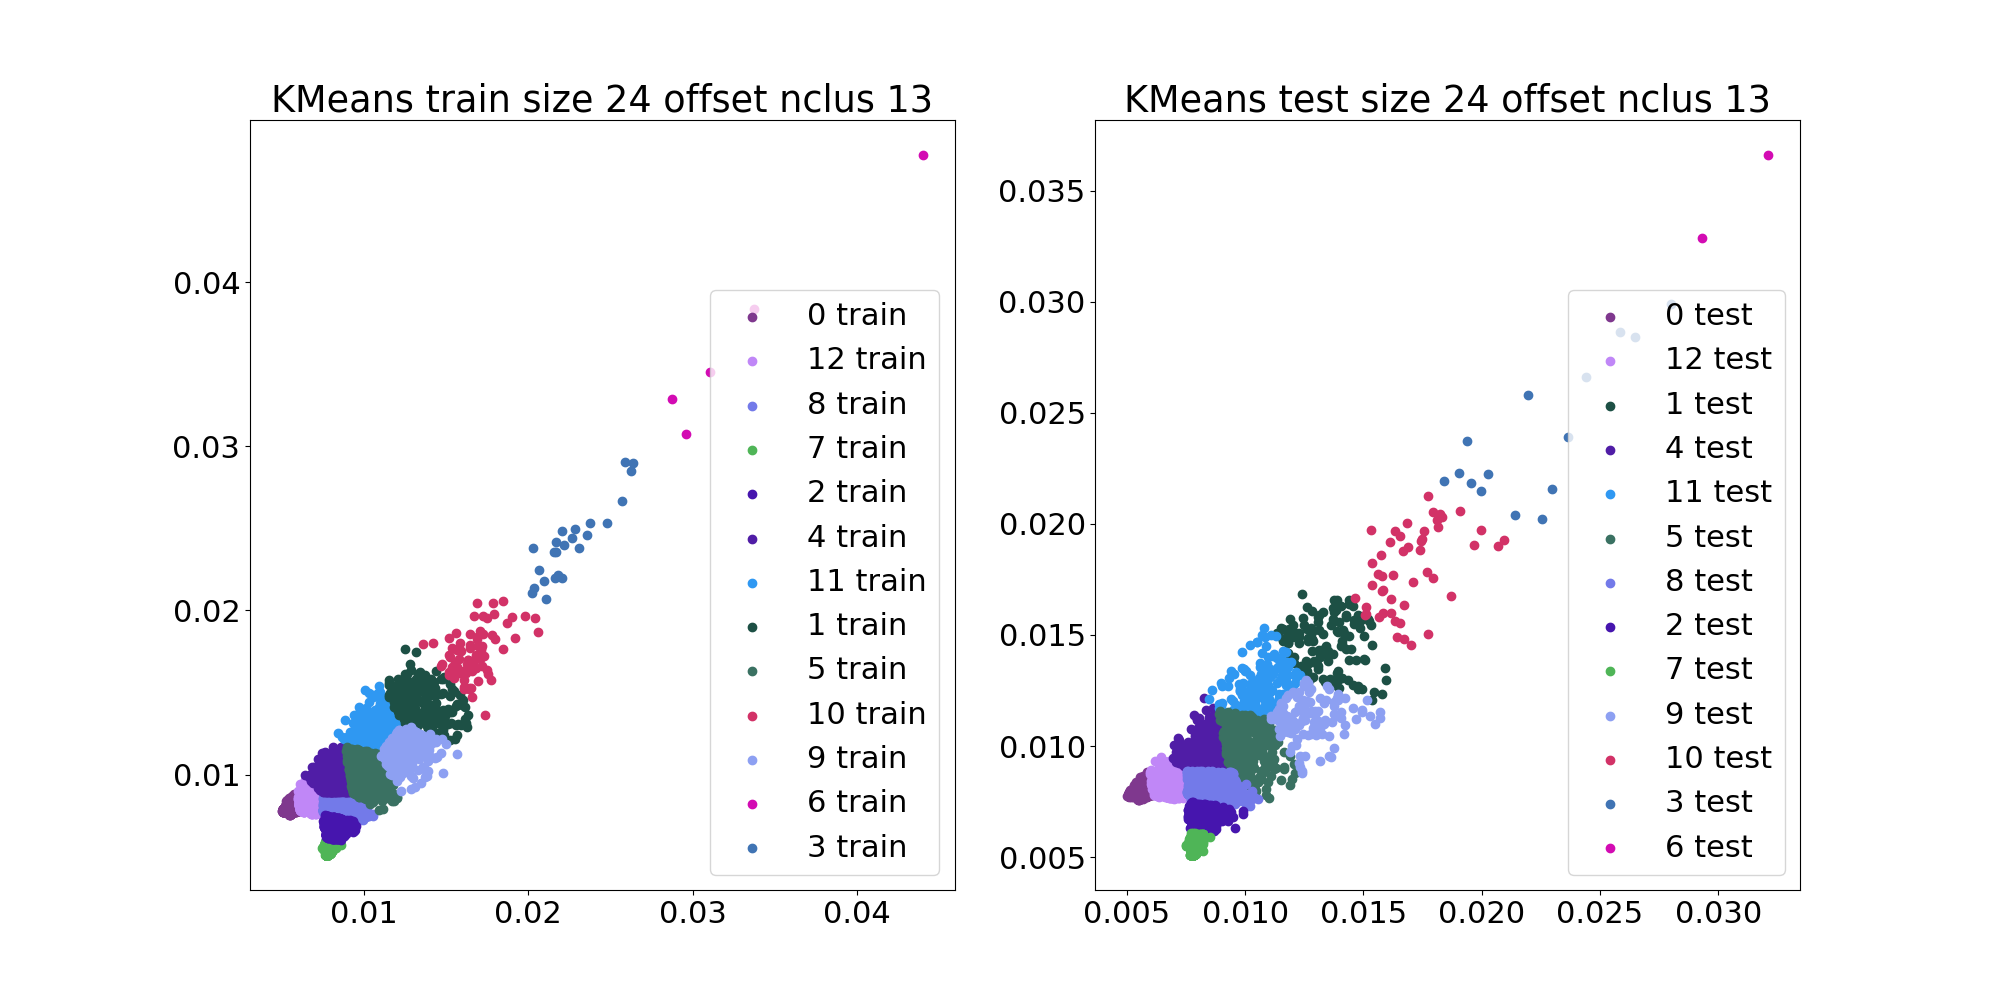 KMeans train size 24 offset nclus 13
0.04
0.03
0.02
0.01
0.01 0.02 0.03 0.04
0 train
12 train
8 train
7 train
2 train
4 train
11 train
1 train
5 train
10 train
9 train
6 train
3 train
KMeans test size 24 offset nclus 13
0.035
0.030
0.025
0.020
0.015
0.010
0.005
0.005 0.010 0.015 0.020 0.025 0.030
0 test
12 test
1 test
4 test
11 test
5 test
8 test
2 test
7 test
9 test
10 test
3 test
6 test